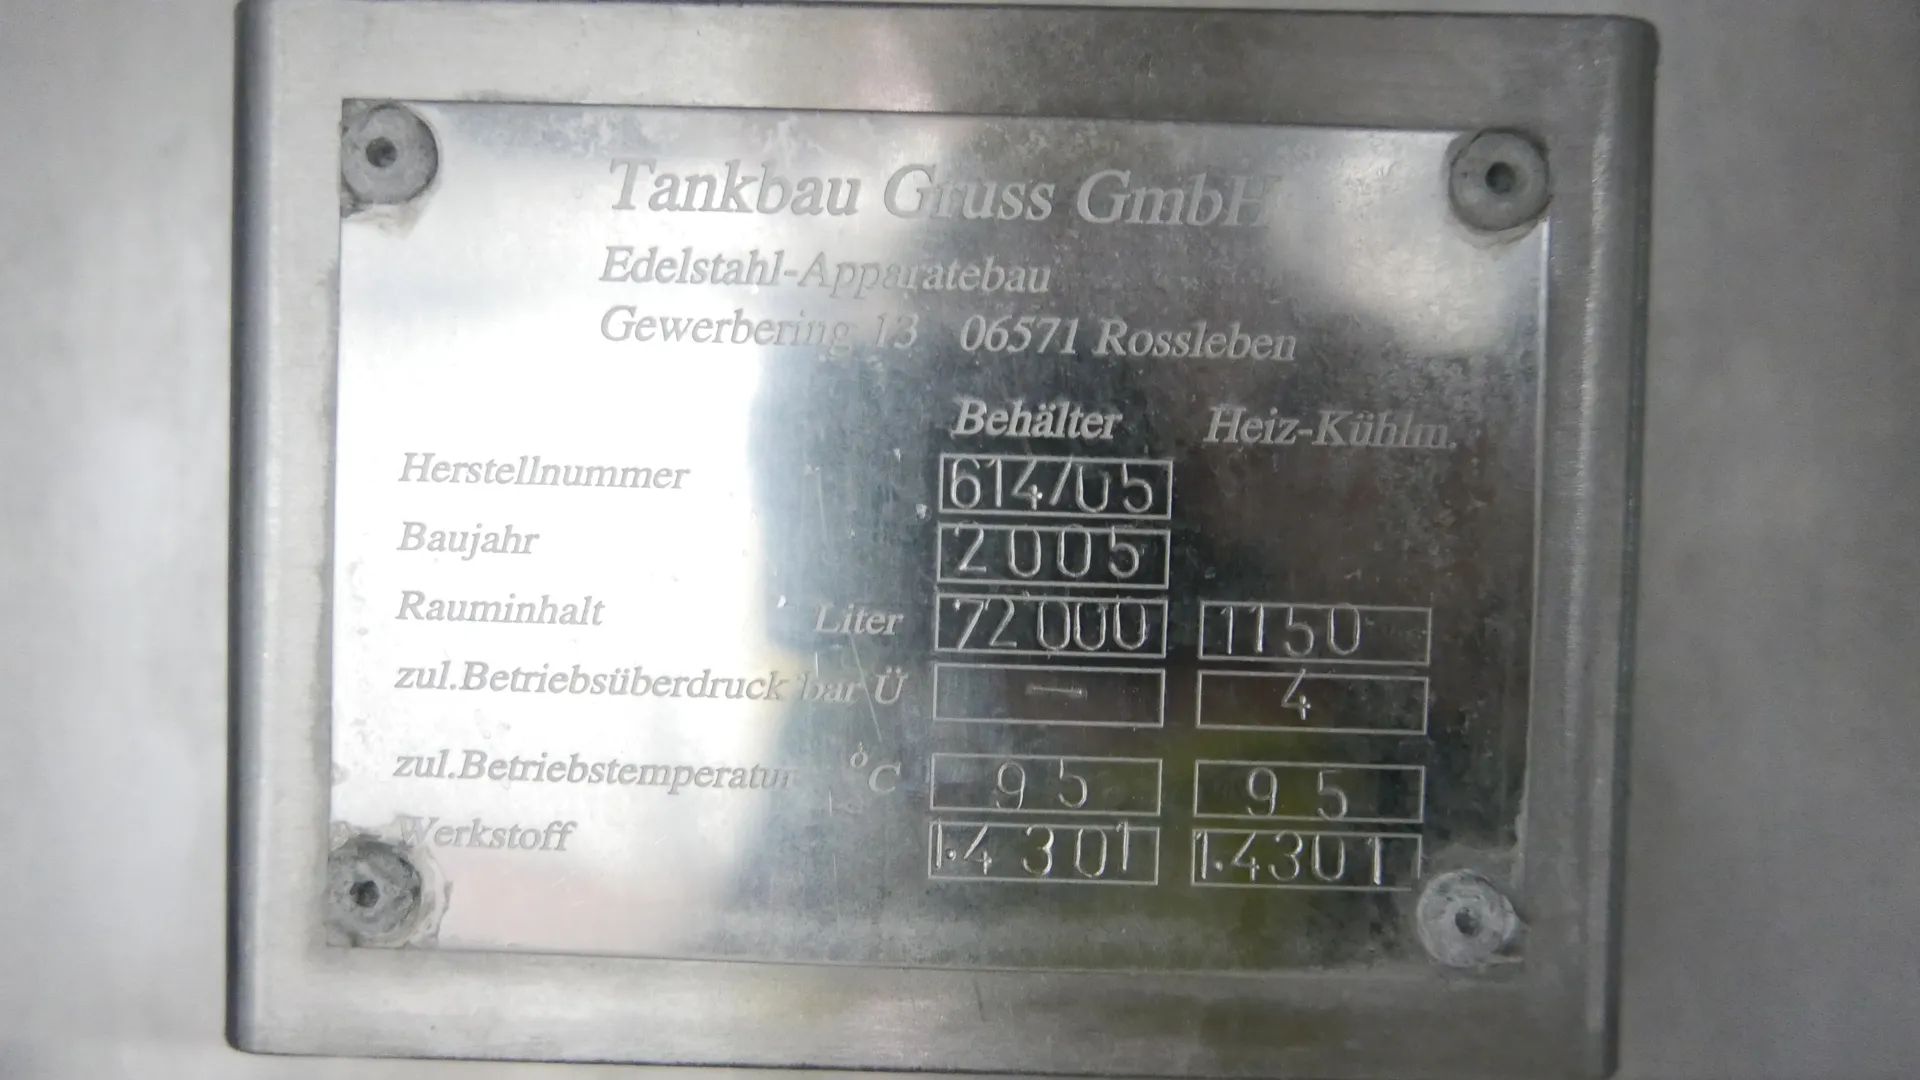 Tankbau Gruss GmbH
Edelstahl-Apparatebau
Gewerbering 13 06571 Rossleben
Behälter Heiz-Kühlm.
Herstellnummer 614/05
Baujahr 2005
Rauminhalt Liter 72000 1150
zul.Betriebsüberdruck bar Ü — 4
zul.Betriebstemperatur °C 95 95
Werkstoff 1.4301 1.4301